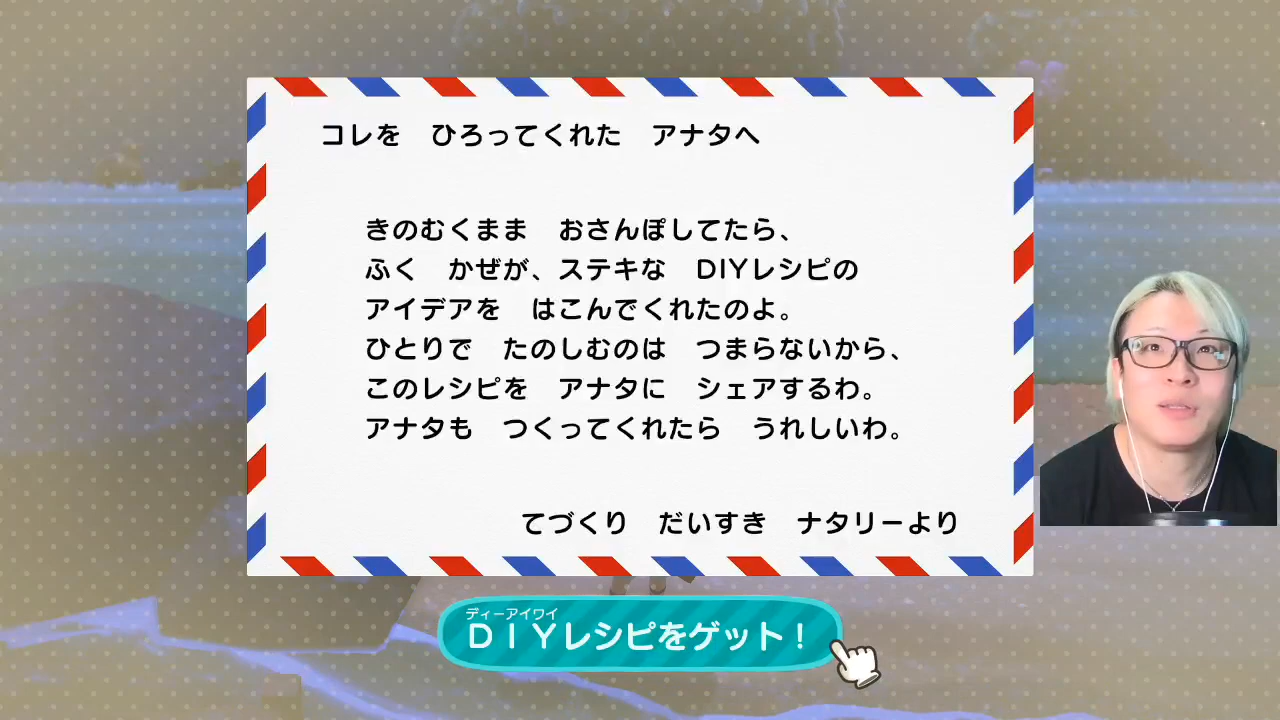 コレを　ひろってくれた　アナタへ
きのむくまま　おさんぽしてたら、
ふく　かぜが、ステキな　DIYレシピの
アイデアを　はこんでくれたのよ。
ひとりで　たのしむのは　つまらないから、
このレシピを　アナタに　シェアするわ。
アナタも　つくってくれたら　うれしいわ。
てづくり　だいすき　ナタリーより
ディーアイワイ
DIYレシピをゲット！